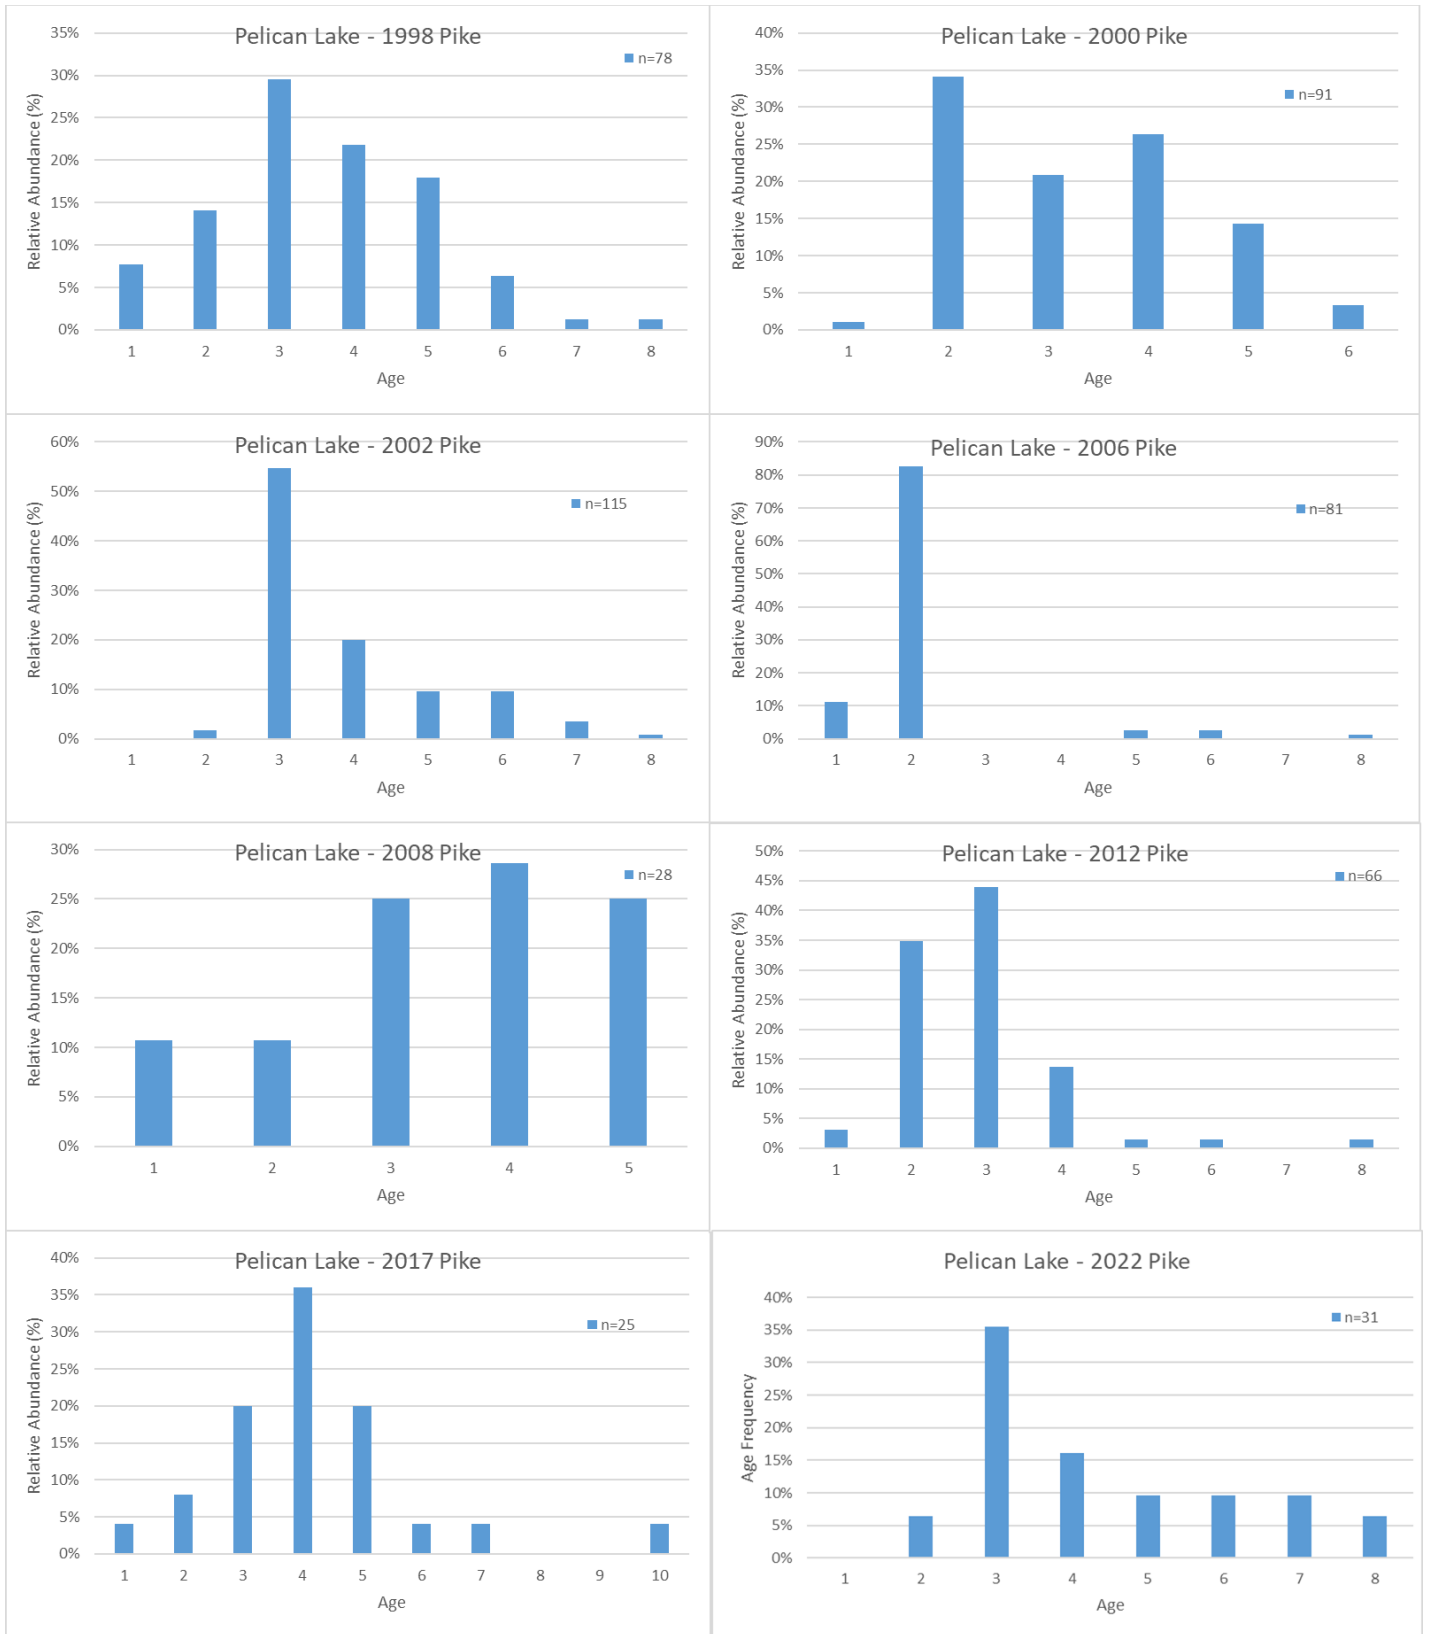 Pelican Lake - 1998 Pike
n=78
Relative Abundance (%)
35%
30%
25%
20%
15%
10%
5%
0%
1 2 3 4 5 6 7 8
Age
Pelican Lake - 2000 Pike
n=91
Relative Abundance (%)
40%
35%
30%
25%
20%
15%
10%
5%
0%
1 2 3 4 5 6
Age
Pelican Lake - 2002 Pike
n=115
Relative Abundance (%)
60%
50%
40%
30%
20%
10%
0%
1 2 3 4 5 6 7 8
Age
Pelican Lake - 2006 Pike
n=81
Relative Abundance (%)
90%
80%
70%
60%
50%
40%
30%
20%
10%
0%
1 2 3 4 5 6 7 8
Age
Pelican Lake - 2008 Pike
n=28
Relative Abundance (%)
30%
25%
20%
15%
10%
5%
0%
1 2 3 4 5
Age
Pelican Lake - 2012 Pike
n=66
Relative Abundance (%)
50%
45%
40%
35%
30%
25%
20%
15%
10%
5%
0%
1 2 3 4 5 6 7 8
Age
Pelican Lake - 2017 Pike
n=25
Relative Abundance (%)
40%
35%
30%
25%
20%
15%
10%
5%
0%
1 2 3 4 5 6 7 8 9 10
Age
Pelican Lake - 2022 Pike
n=31
Age Frequency
40%
35%
30%
25%
20%
15%
10%
5%
0%
1 2 3 4 5 6 7 8
Age